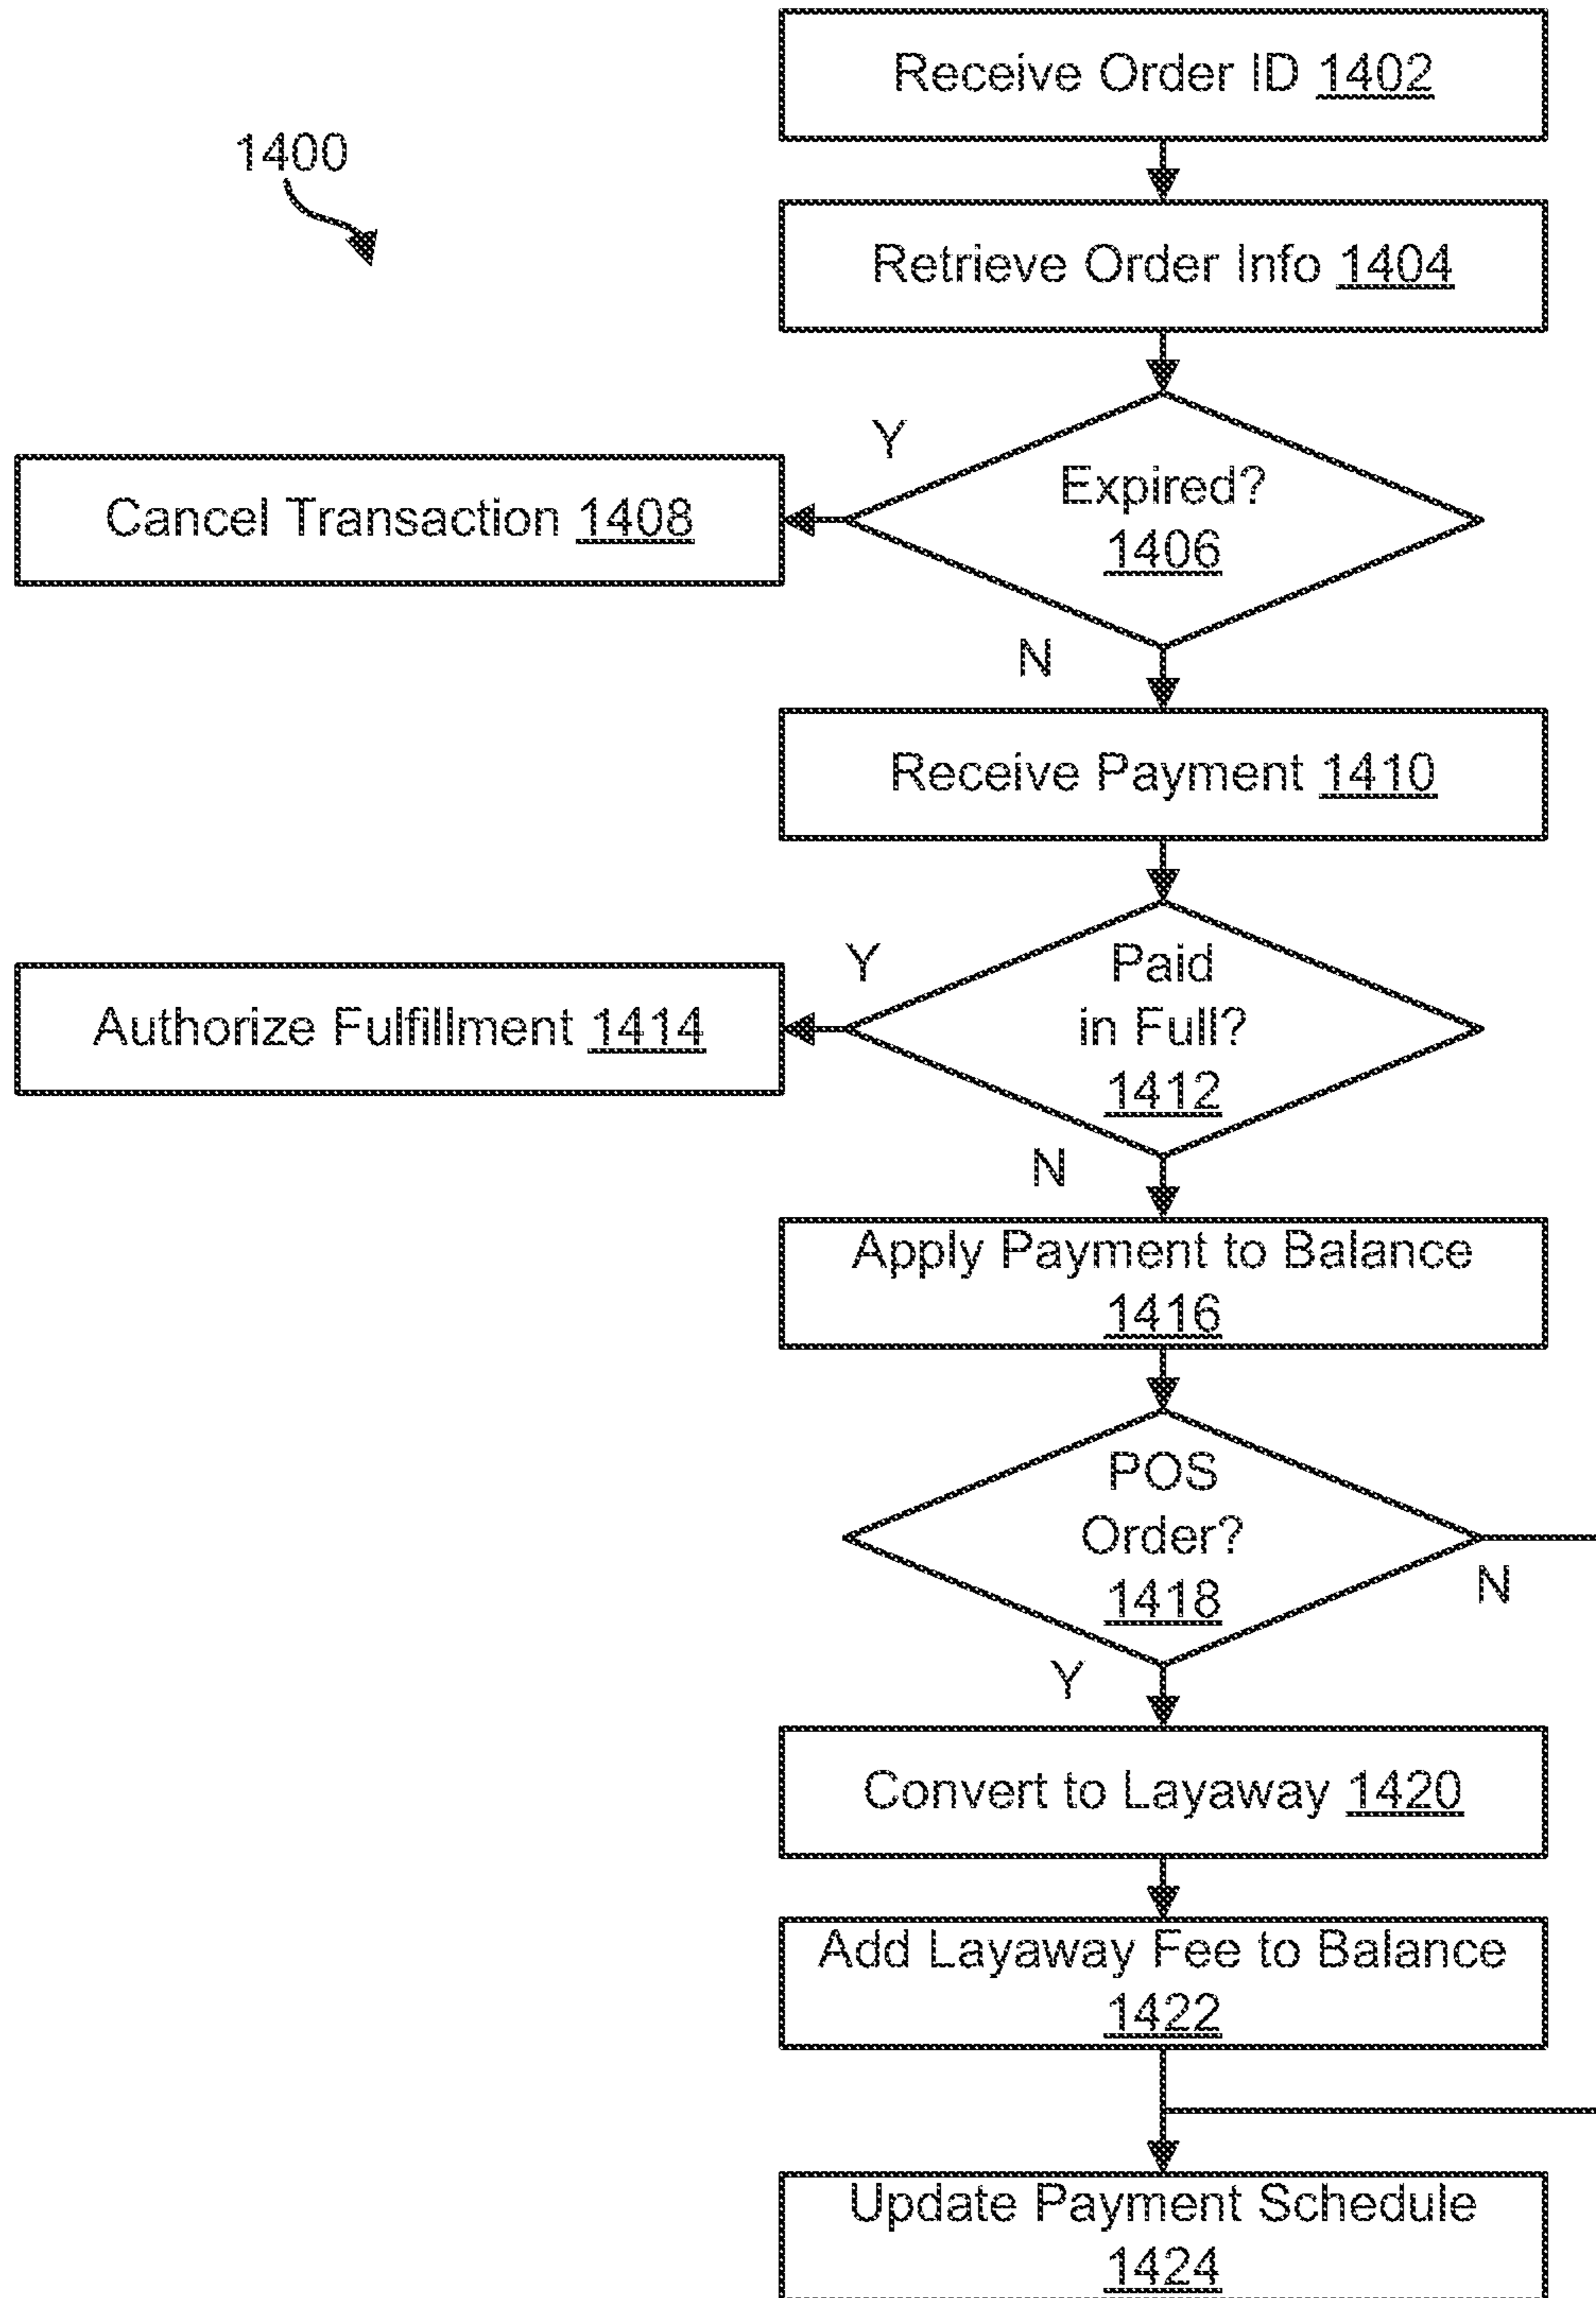 Receive Order ID 1402
1400
Retrieve Order Info 1404
Y
Expired?
1406
Cancel Transaction 1408
N
Receive Payment 1410
Y
Paid
in Full?
1412
Authorize Fulfillment 1414
N
Apply Payment to Balance
1416
POS
Order?
1418
N
Y
Convert to Layaway 1420
Add Layaway Fee to Balance
1422
Update Payment Schedule
1424